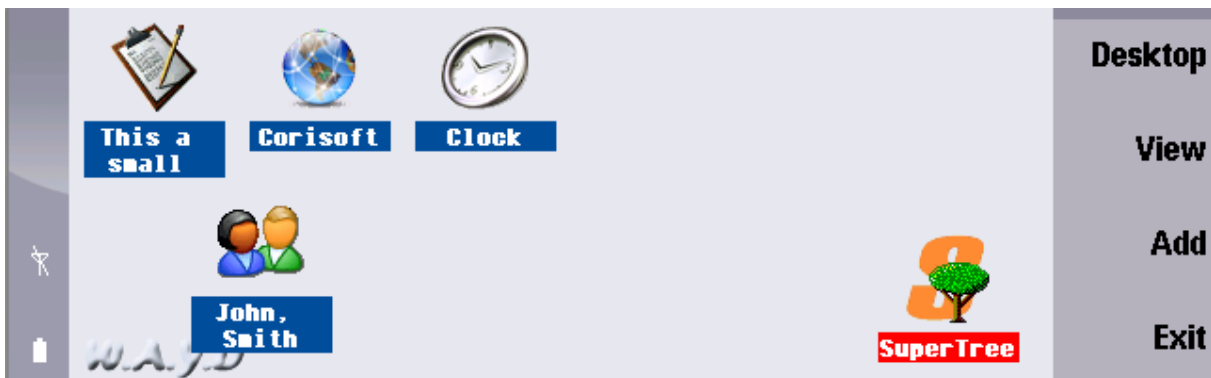 This a
small
Corisoft
Clock
John,
Smith
SuperTree
W.A.Y.D
Desktop
View
Add
Exit